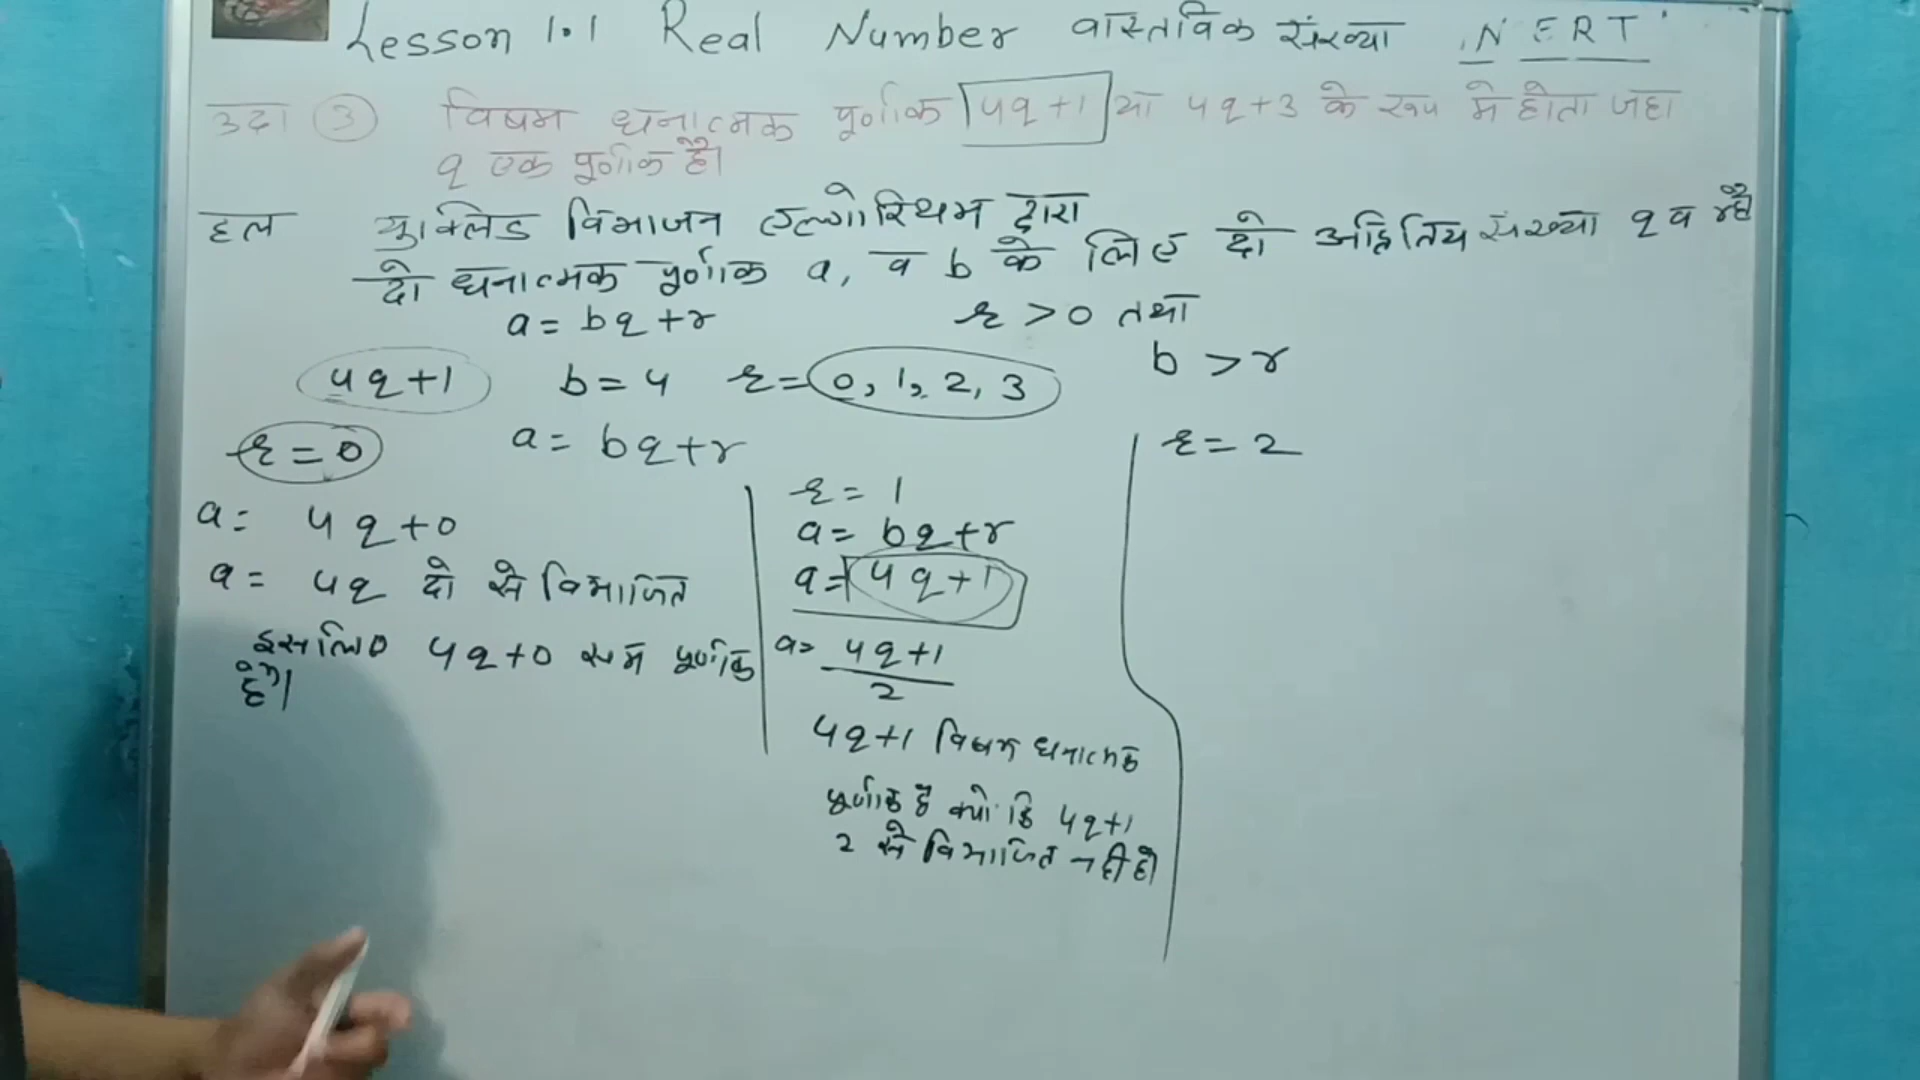 Lesson 1.1 Real Number वास्तविक संख्या NERT
उदा ③ विषम धनात्मक पूर्णांक 4q+1 या 4q+3 के रूप मे होता जहा
q एक पूर्णांक है।
हल युक्लिड विभाजन एल्गोरिथम द्वारा
दो धनात्मक पूर्णाक a, व b के लिए दो अद्वितिय संख्या q व r है
a = bq+r r > 0 तथा
b > r
4q+1 b = 4 r = 0, 1, 2, 3
r = 0 a = bq+r r = 2
a = 4q+0
a = 4q दो से विभाजित
इसलिए 4q+0 सम पूर्णांक
है।
r = 1
a = bq+r
a = 4q+1
a = 4q+1
2
4q+1 विषम धनात्मक
पूर्णांक है क्यो कि 4q+1
2 से विभाजित नही है